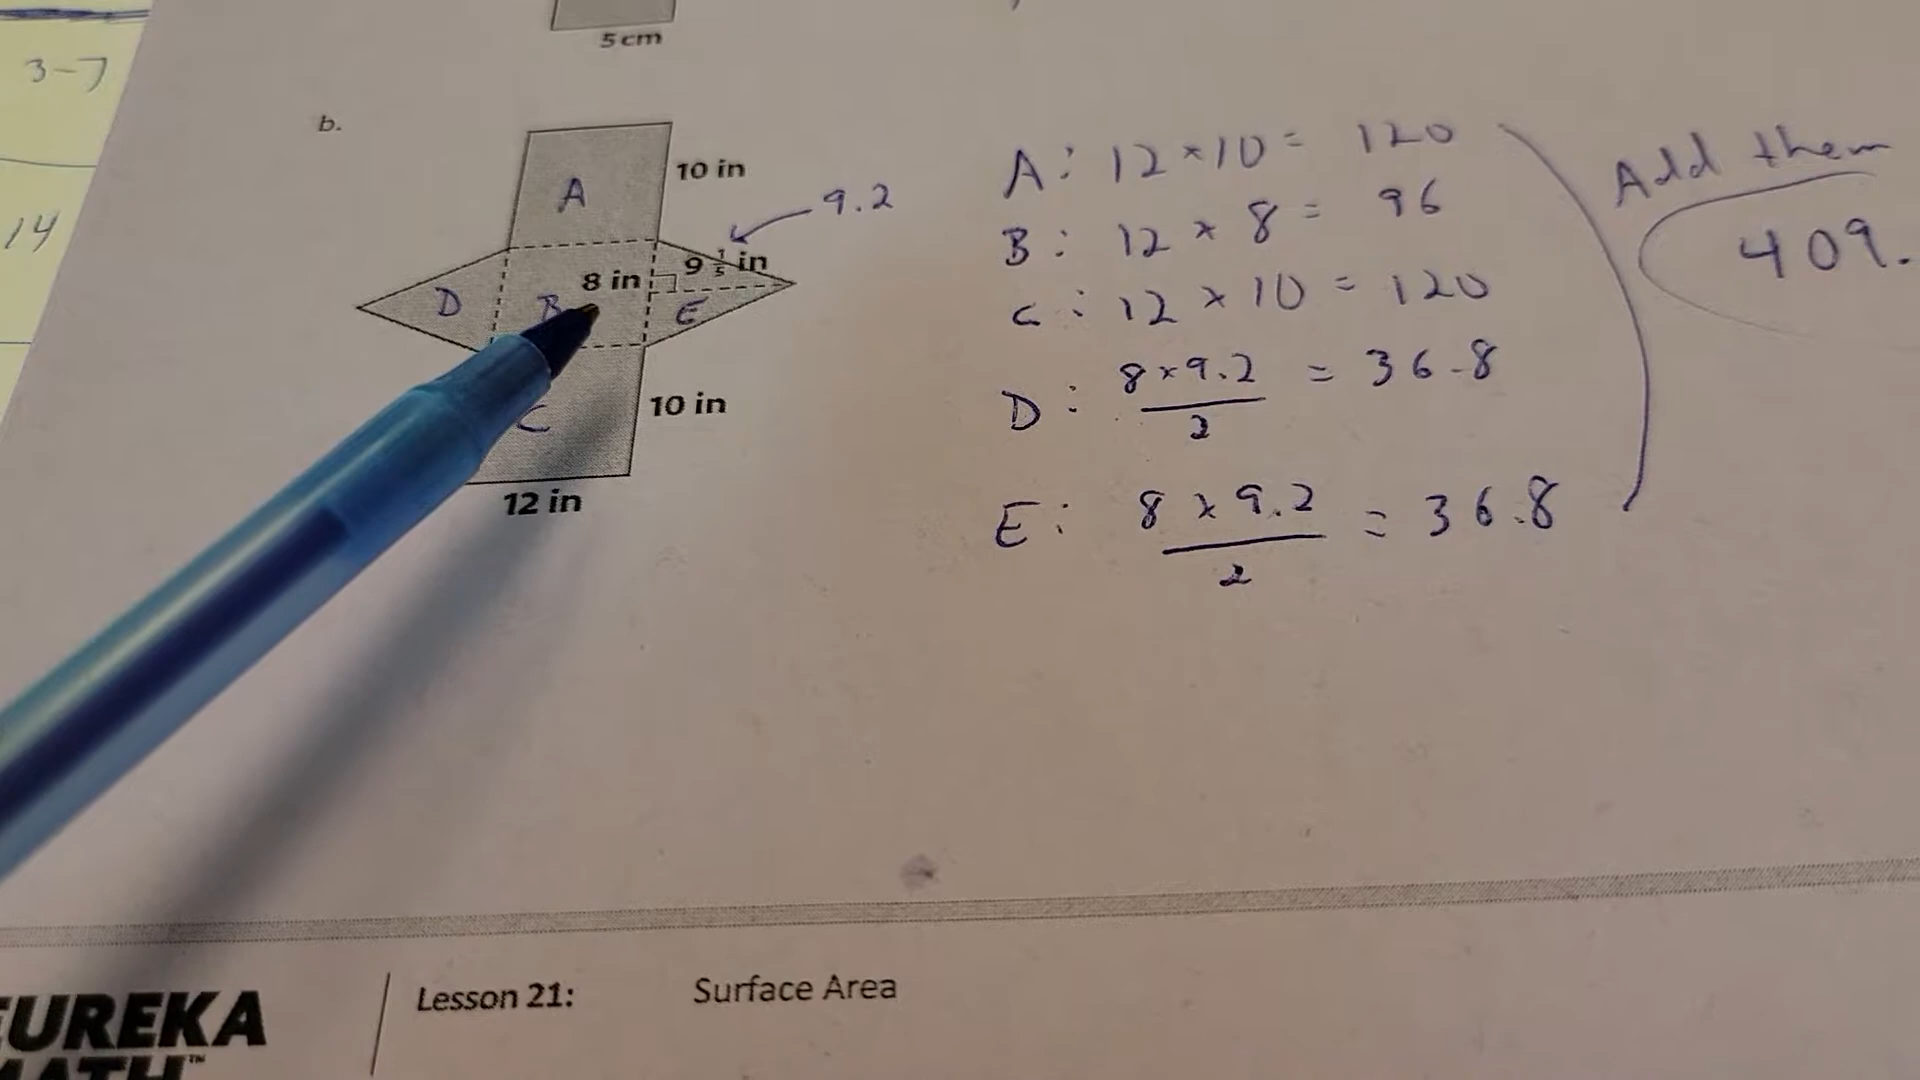 5 cm
3-7
b.
10 in
A
9.2
14
9 1/5 in
8 in
D
B
E
C
10 in
12 in
A: 12 × 10 = 120
B: 12 × 8 = 96
C: 12 × 10 = 120
D: 8 × 9.2 / 2 = 36.8
E: 8 × 9.2 / 2 = 36.8
Add them
409.
EUREKA
MATH™
Lesson 21:
Surface Area